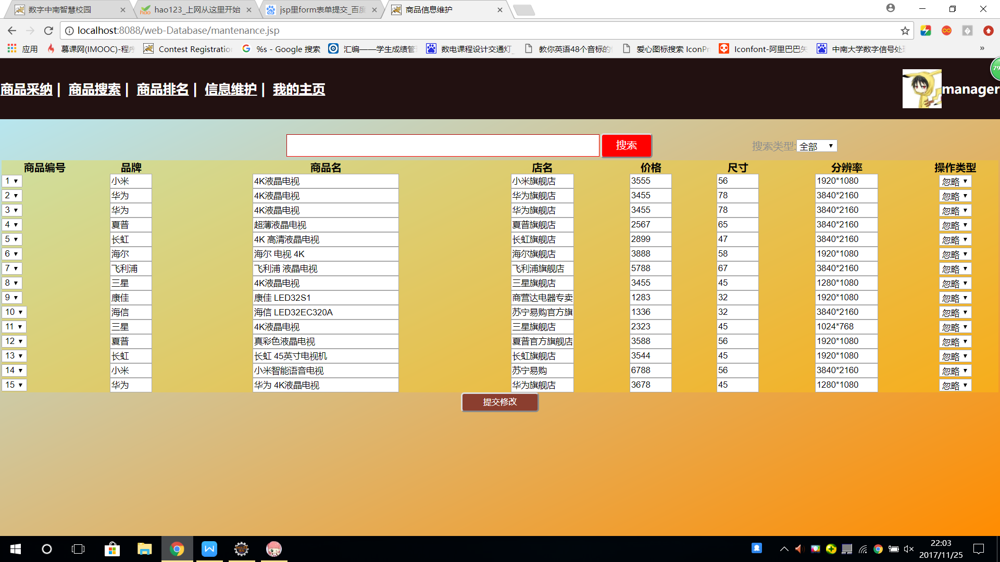 数字中南智慧校园
hao123_上网从这里开始
jsp里form表单提交_百度
商品信息维护
localhost:8088/web-Database/mantenance.jsp
应用
慕课网(IMOOC)-程序
Contest Registration
%s - Google 搜索
汇编——学生成绩管理
数电课程设计交通灯_
教你英语48个音标的
爱心图标搜索 IconPr
Iconfont-阿里巴巴矢
中南大学数字信号处理
»
79
商品采纳 | 商品搜索 | 商品排名 | 信息维护 | 我的主页
manager
搜索
搜索类型:全部
商品编号 品牌 商品名 店名 价格 尺寸 分辨率 操作类型
1 小米 4K液晶电视 小米旗舰店 3555 56 1920*1080 忽略
2 华为 4K液晶电视 华为旗舰店 3455 78 3840*2160 忽略
3 华为 4K液晶电视 华为旗舰店 3455 78 3840*2160 忽略
4 夏普 超薄液晶电视 夏普旗舰店 2567 65 3840*2160 忽略
5 长虹 4K 高清液晶电视 长虹旗舰店 2899 47 3840*2160 忽略
6 海尔 海尔 电视 4K 海尔旗舰店 3888 58 1920*1080 忽略
7 飞利浦 飞利浦 液晶电视 飞利浦旗舰店 5788 67 3840*2160 忽略
8 三星 4K液晶电视 三星旗舰店 3455 45 1280*1080 忽略
9 康佳 康佳 LED32S1 商营达电器专卖 1283 32 1920*1080 忽略
10 海信 海信 LED32EC320A 苏宁易购官方旗 1336 32 3840*2160 忽略
11 三星 4K液晶电视 三星旗舰店 2323 45 1024*768 忽略
12 夏普 真彩色液晶电视 夏普官方旗舰店 3588 56 1920*1080 忽略
13 长虹 长虹 45英寸电视机 长虹旗舰店 3544 45 1920*1080 忽略
14 小米 小米智能语音电视 苏宁易购 6788 56 3840*2160 忽略
15 华为 华为 4K液晶电视 华为旗舰店 3678 45 1280*1080 忽略
提交修改
22:03
2017/11/25